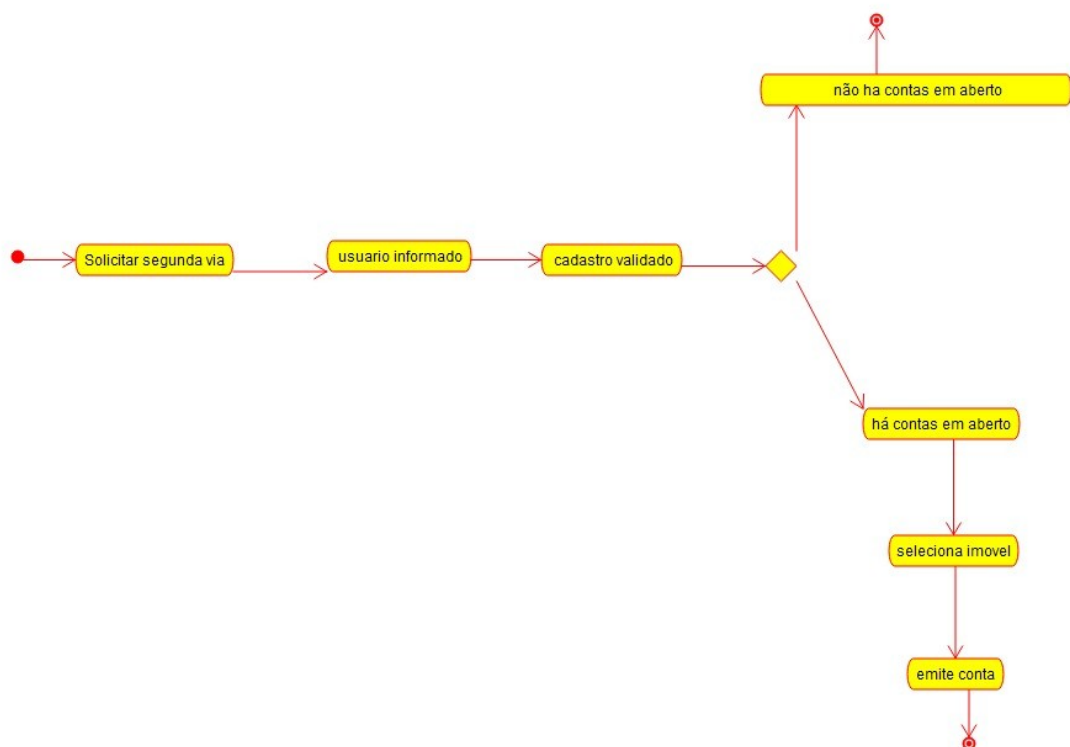 não ha contas em aberto
Solicitar segunda via
usuario informado
cadastro validado
há contas em aberto
seleciona imovel
emite conta